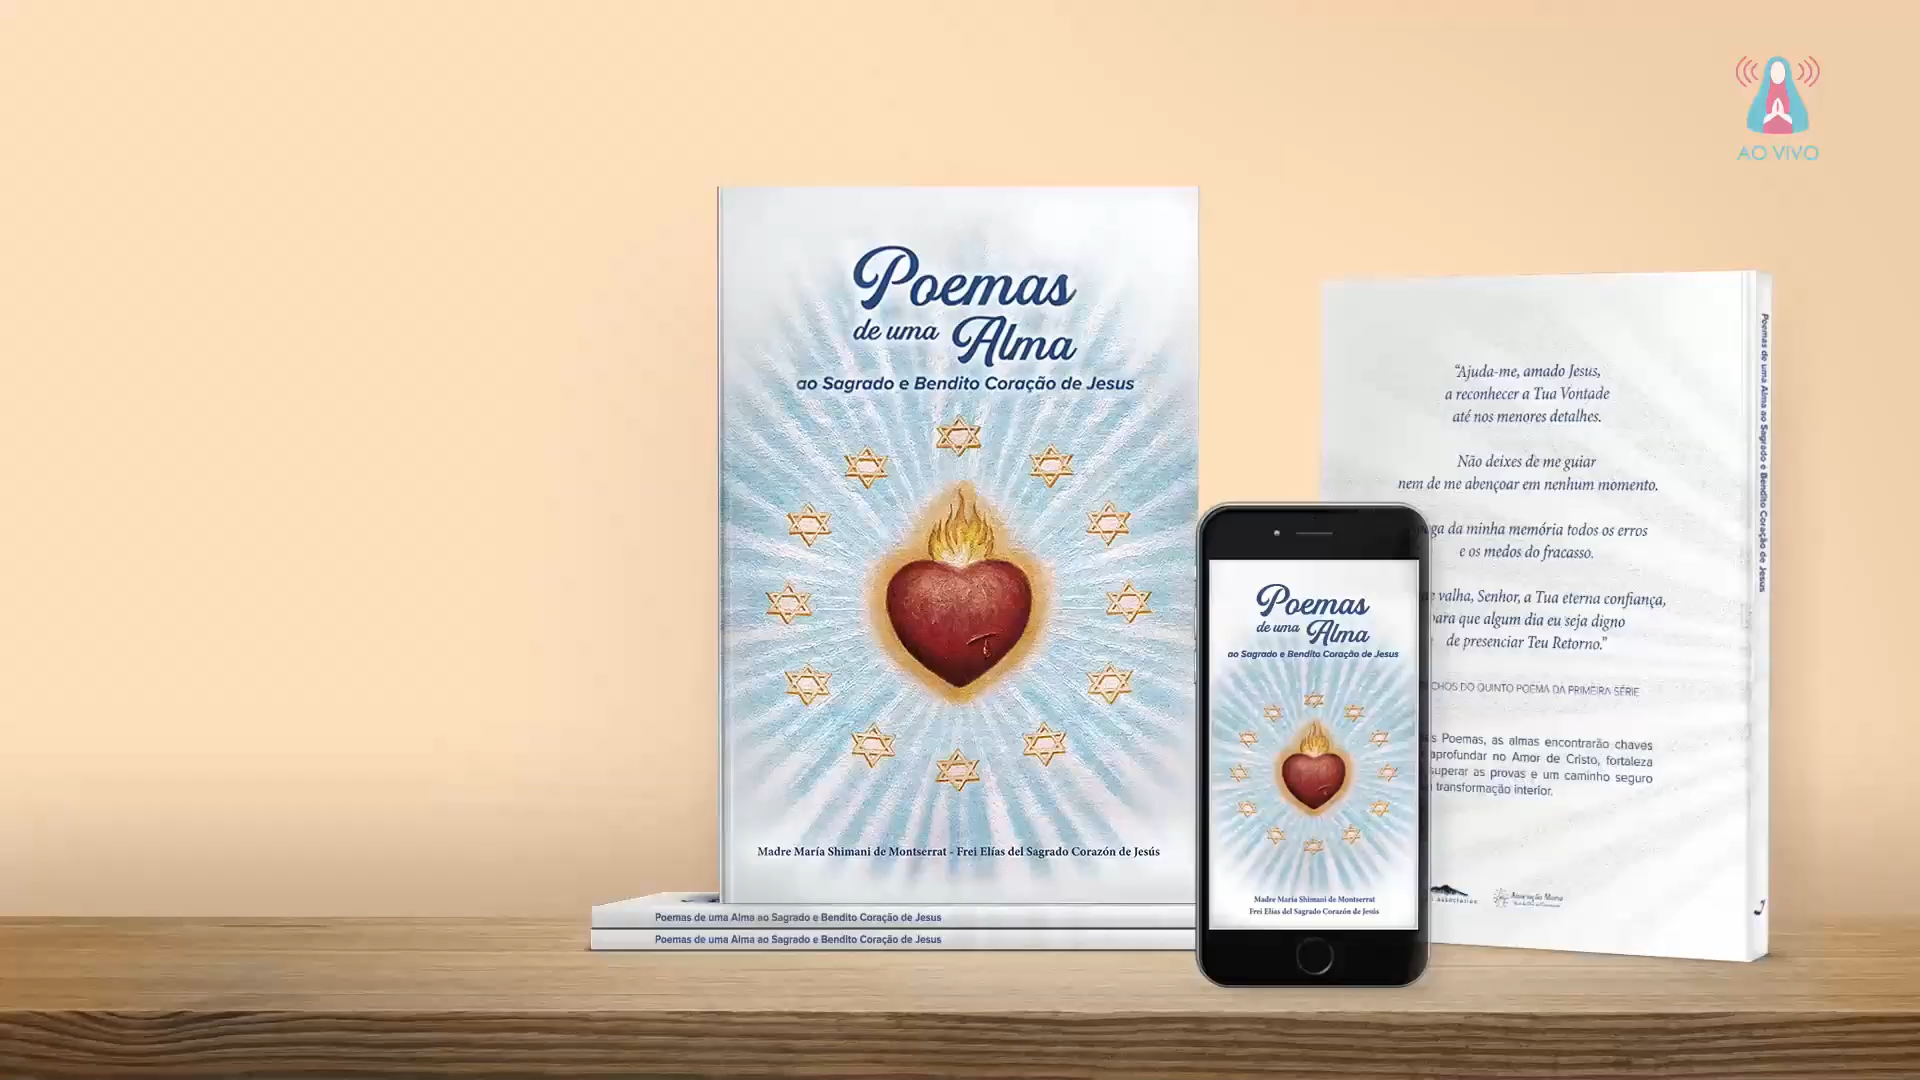 AO VIVO
Poemas
de uma Alma
ao Sagrado e Bendito Coração de Jesus
Madre María Shimani de Montserrat - Frei Elías del Sagrado Corazón de Jesús
Poemas de uma Alma ao Sagrado e Bendito Coração de Jesus
Poemas de uma Alma ao Sagrado e Bendito Coração de Jesus
Poemas
de uma Alma
ao Sagrado e Bendito Coração de Jesus
Madre María Shimani de Montserrat
Frei Elías del Sagrado Corazón de Jesús
“Ajuda-me, amado Jesus,
a reconhecer a Tua Vontade
até nos menores detalhes.
Não deixes de me guiar
nem de me abençoar em nenhum momento.
da minha memória todos os erros
e os medos do fracasso.
valha, Senhor, a Tua eterna confiança,
para que algum dia eu seja digno
de presenciar Teu Retorno.”
DO QUINTO POEMA DA PRIMEIRA SÉRIE
Poemas, as almas encontrarão chaves
aprofundar no Amor de Cristo, fortaleza
superar as provas e um caminho seguro
transformação interior.
Poemas de uma Alma ao Sagrado e Bendito Coração de Jesus